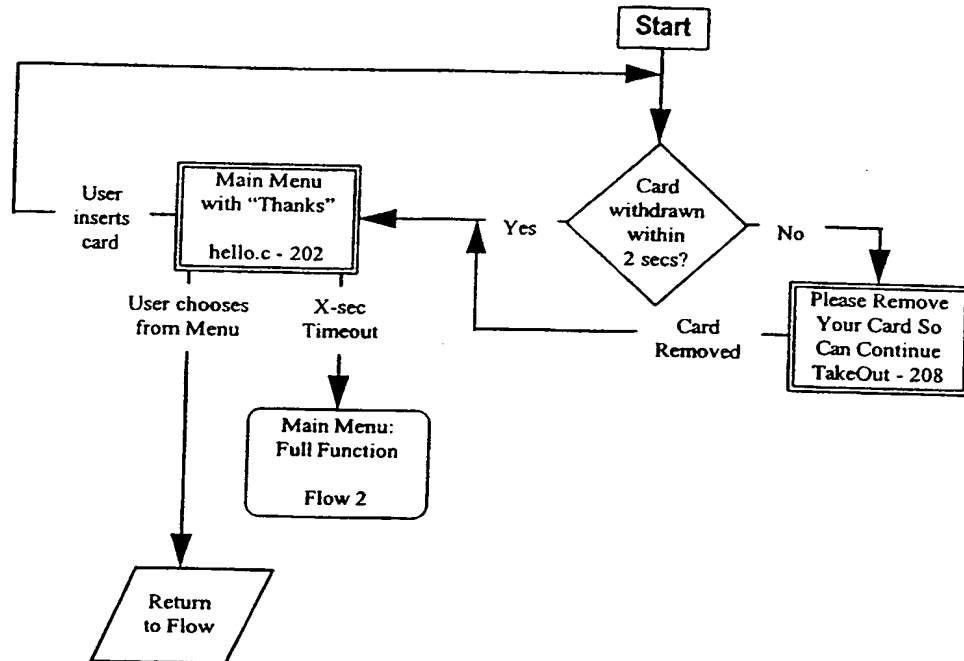 Start
User
inserts
card
Main Menu
with "Thanks"
hello.c - 202
Yes
Card
withdrawn
within
2 secs?
No
User chooses
from Menu
X-sec
Timeout
Card
Removed
Please Remove
Your Card So
Can Continue
TakeOut - 208
Main Menu:
Full Function
Flow 2
Return
to Flow